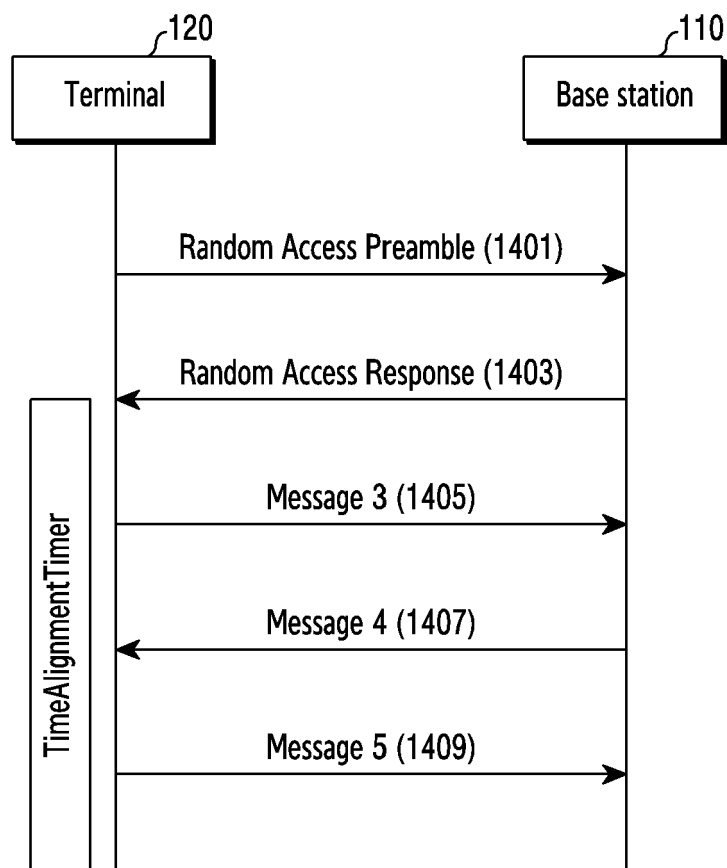 120
110
Terminal
Base station
Random Access Preamble (1401)
Random Access Response (1403)
Message 3 (1405)
Message 4 (1407)
Message 5 (1409)
TimeAlignmentTimer